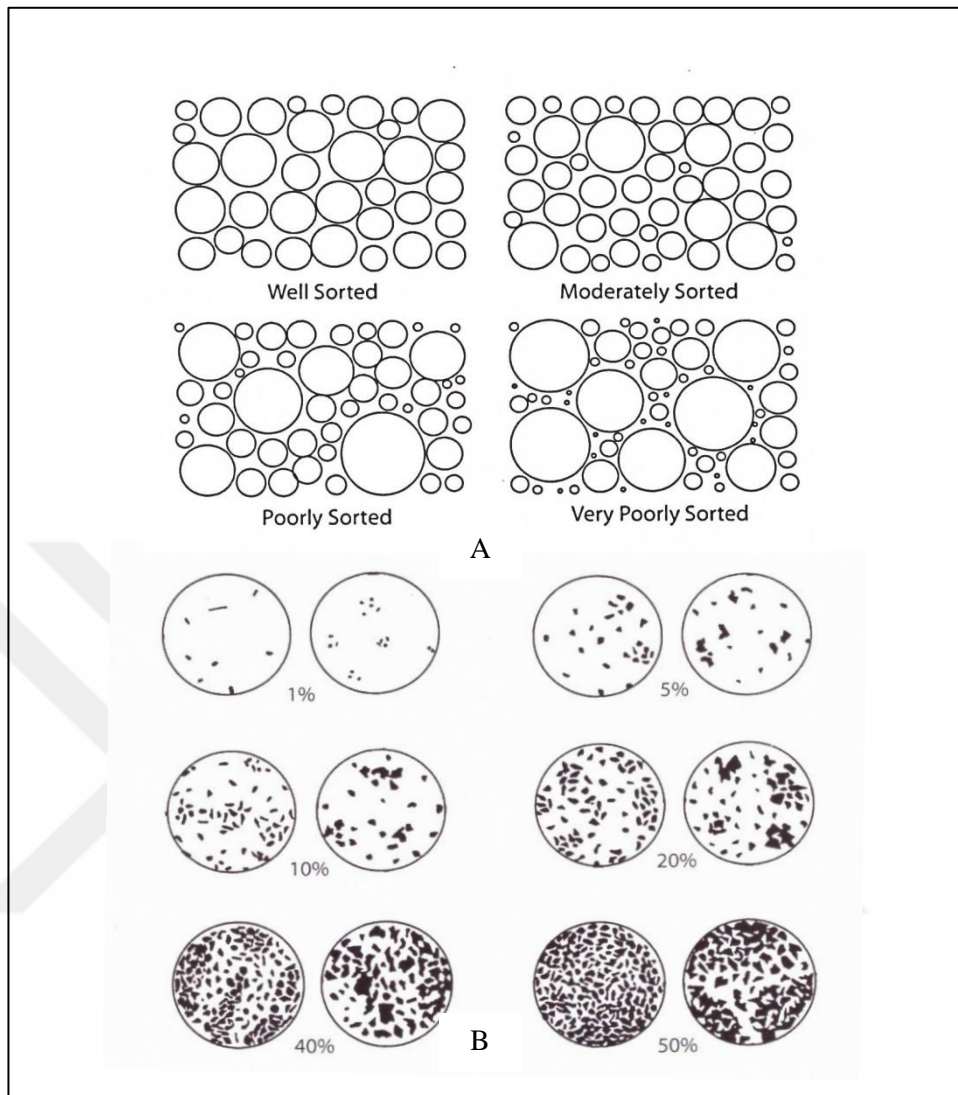 Well Sorted
Moderately Sorted
Poorly Sorted
Very Poorly Sorted
A
1%
5%
10%
20%
40%
B
50%